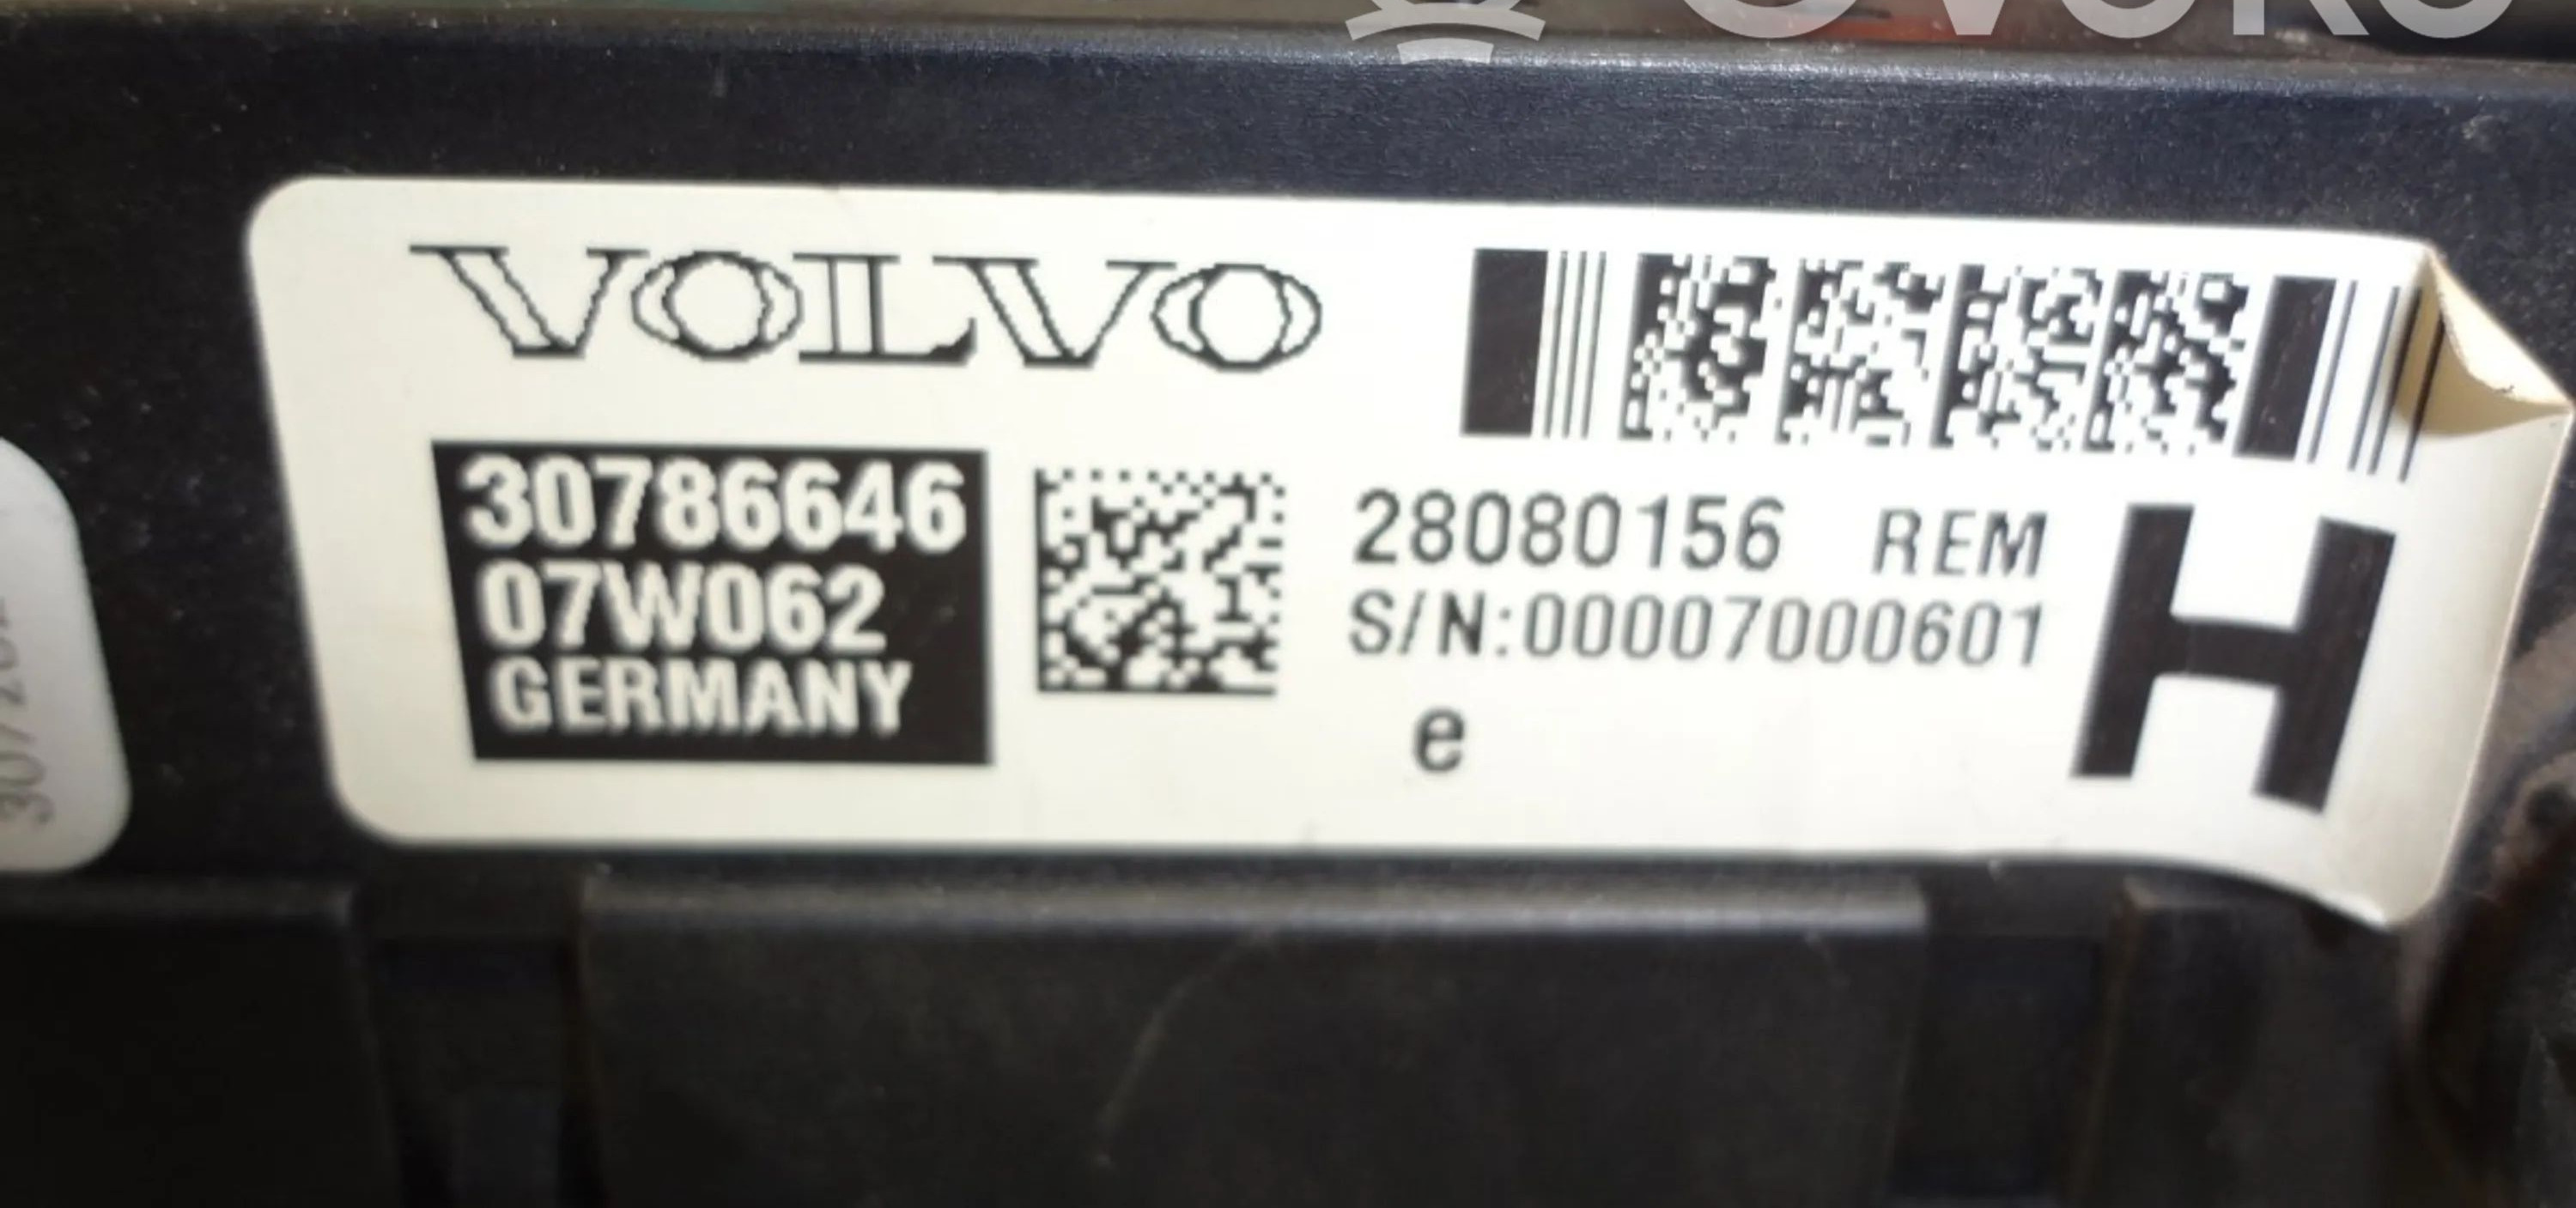 VOLVO
30786646
07W062
GERMANY
28080156 REM
S/N:00007000601
e
H